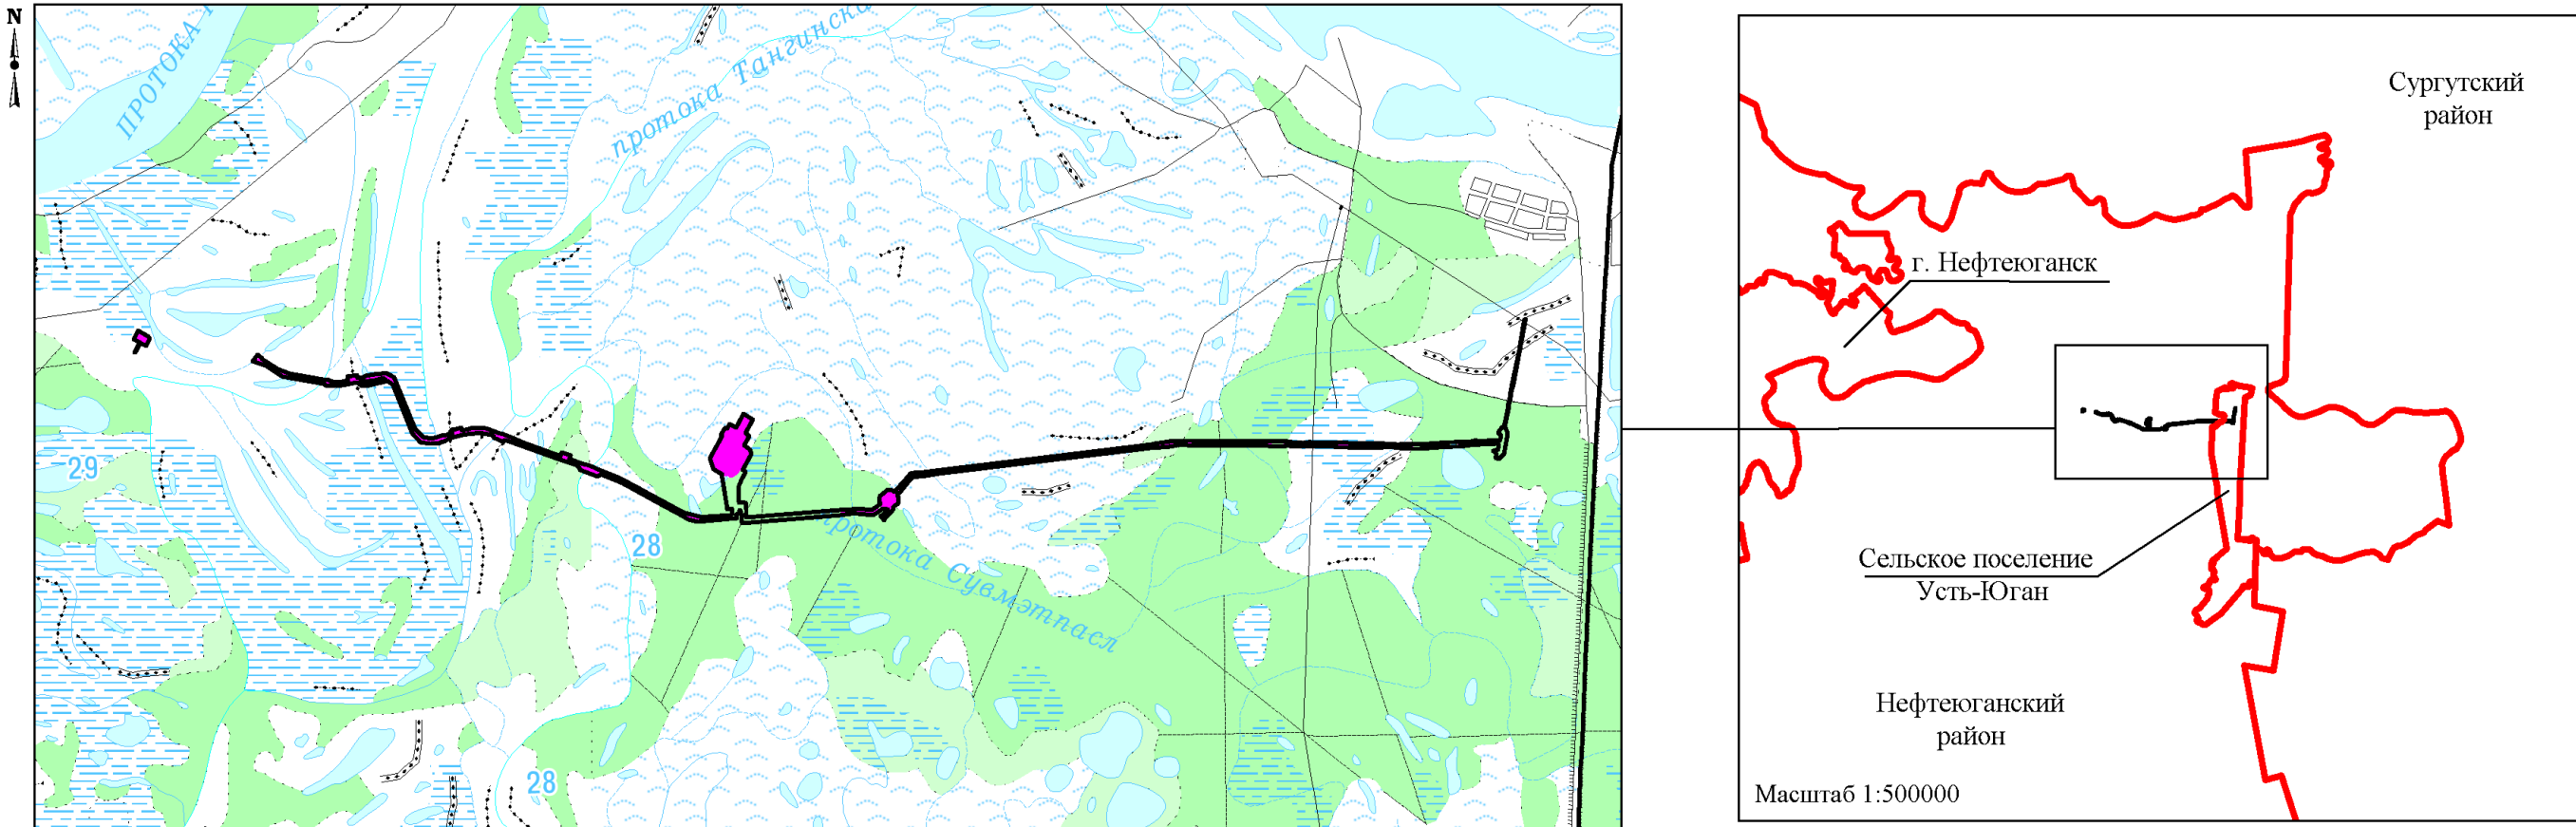 N
ПРОТОКА
протока Тангинска
29
28
протока Сувмэтпасл
28
Сургутский
район
г. Нефтеюганск
Сельское поселение
Усть-Юган
Нефтеюганский
район
Масштаб 1:500000